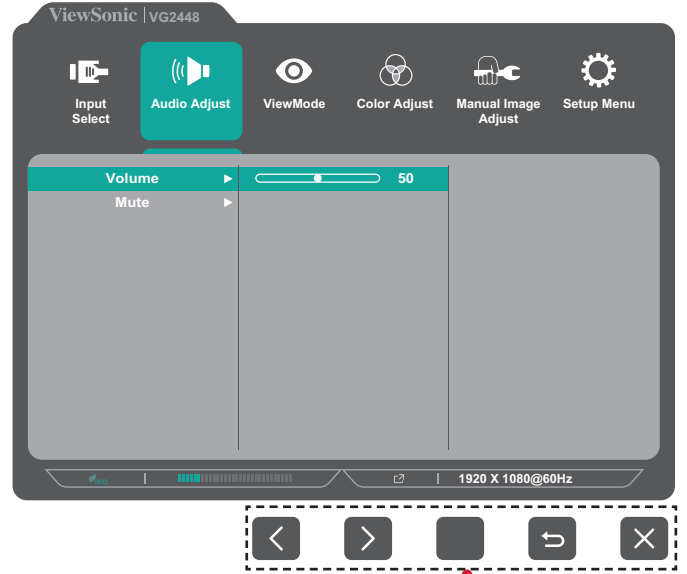 ViewSonic | VG2448
Input Select
Audio Adjust
ViewMode
Color Adjust
Manual Image Adjust
Setup Menu
Volume
50
Mute
eco
1920 X 1080@60Hz